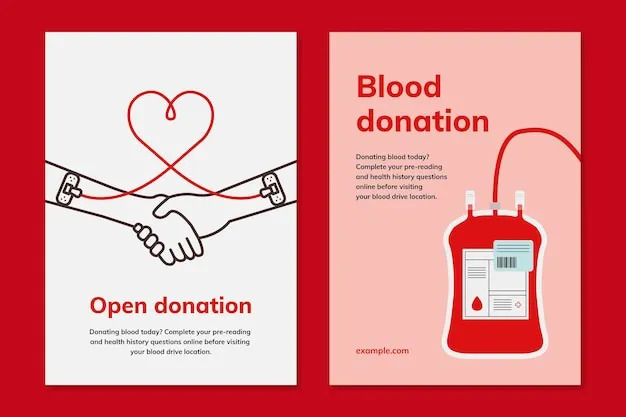 Open donation
Donating blood today? Complete your pre-reading
and health history questions online before visiting
your blood drive location.
Blood
donation
Donating blood today?
Complete your pre-reading
and health history questions
online before visiting
your blood drive location.
example.com